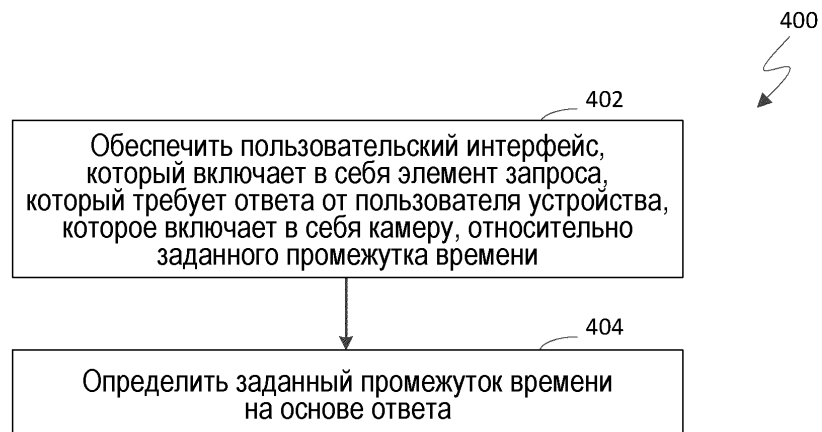 400
402
Обеспечить пользовательский интерфейс,
который включает в себя элемент запроса,
который требует ответа от пользователя устройства,
которое включает в себя камеру, относительно
заданного промежутка времени
404
Определить заданный промежуток времени
на основе ответа